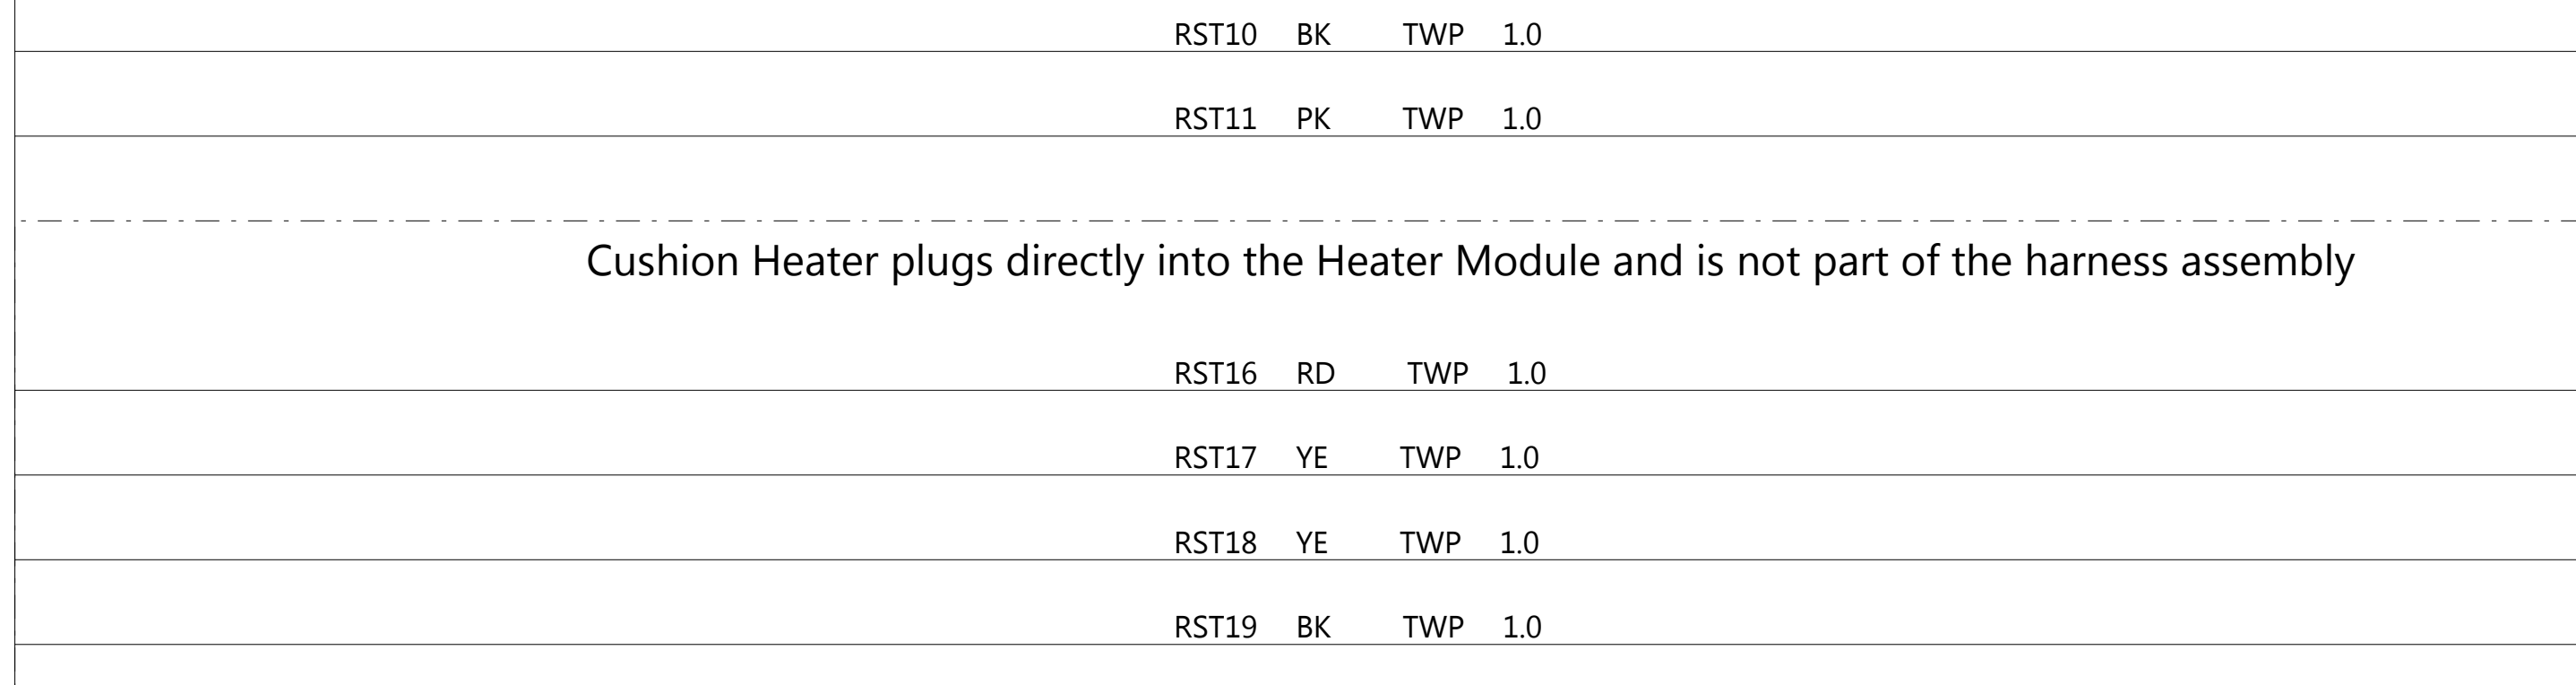 RST10 BK TWP 1.0
RST11 PK TWP 1.0
Cushion Heater plugs directly into the Heater Module and is not part of the harness assembly
RST16 RD TWP 1.0
RST17 YE TWP 1.0
RST18 YE TWP 1.0
RST19 BK TWP 1.0